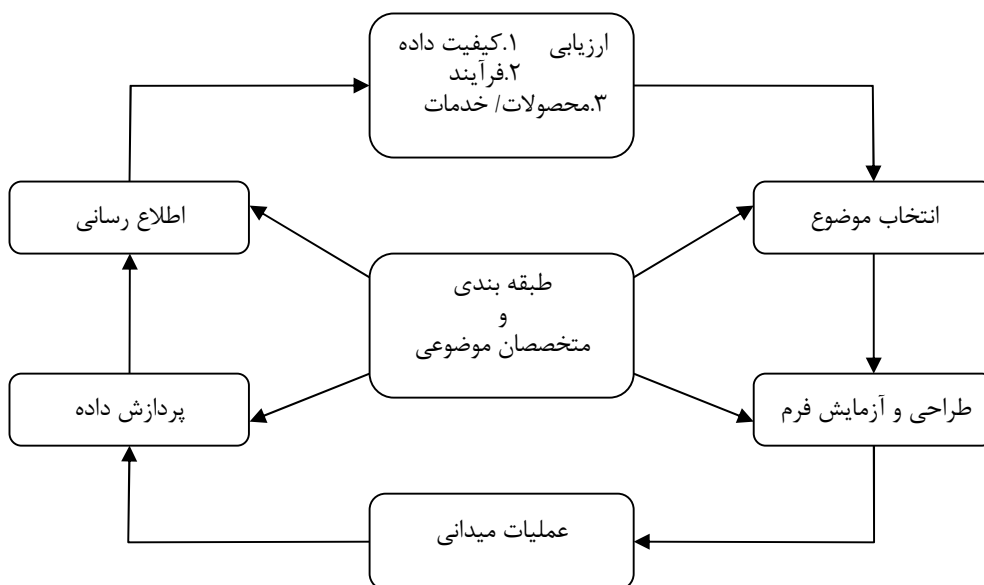 ارزیابی ۱.کیفیت داده
۲.فرآیند
۳.محصولات/ خدمات
اطلاع رسانی
انتخاب موضوع
طبقه بندی
و
متخصصان موضوعی
پردازش داده
طراحی و آزمایش فرم
عملیات میدانی